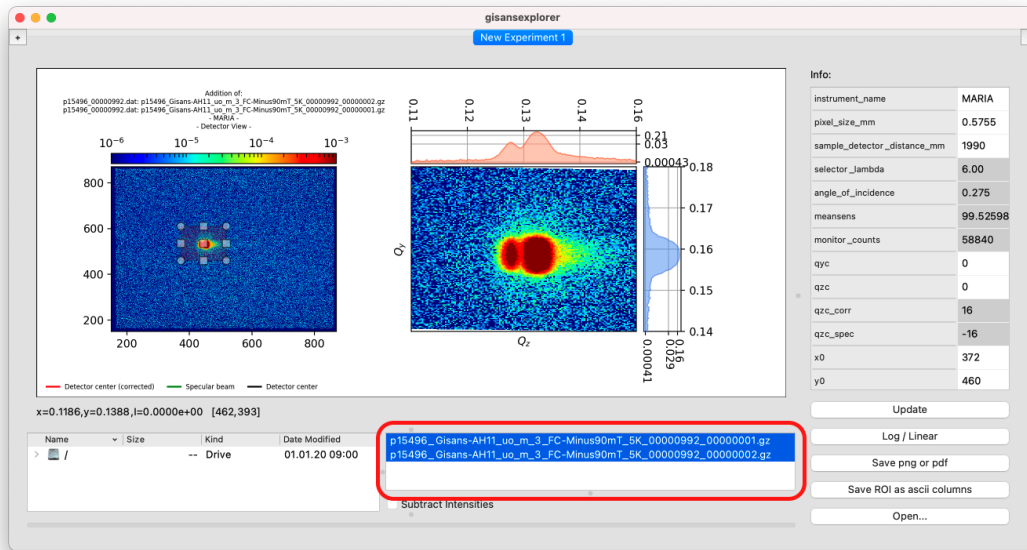 gisansexplorer
+
New Experiment 1
Addition of:
p15496_00000992.dat: p15496_Gisans-AH11_uo_m_3_FC-Minus90mT_5K_00000992_00000002.gz
p15496_00000992.dat: p15496_Gisans-AH11_uo_m_3_FC-Minus90mT_5K_00000992_00000001.gz
- MARIA -
- Detector View -
10⁻⁶ 10⁻⁵ 10⁻⁴ 10⁻³
800
600
400
200
200 400 600 800
0.11 0.12 0.13 0.14 0.15 0.16
0.21
0.03
0.00043
0.18
0.17
0.16
0.15
0.14
Qy
Qz
0.00041 0.029 0.16
Detector center (corrected) Specular beam Detector center
x=0.1186,y=0.1388,I=0.0000e+00 [462,393]
Name Size Kind Date Modified
/ -- Drive 01.01.20 09:00
p15496_Gisans-AH11_uo_m_3_FC-Minus90mT_5K_00000992_00000001.gz
p15496_Gisans-AH11_uo_m_3_FC-Minus90mT_5K_00000992_00000002.gz
Subtract Intensities
Info:
instrument_name MARIA
pixel_size_mm 0.5755
sample_detector_distance_mm 1990
selector_lambda 6.00
angle_of_incidence 0.275
meansens 99.52598
monitor_counts 58840
qyc 0
qzc 0
qzc_corr 16
qzc_spec -16
x0 372
y0 460
Update
Log / Linear
Save png or pdf
Save ROI as ascii columns
Open...